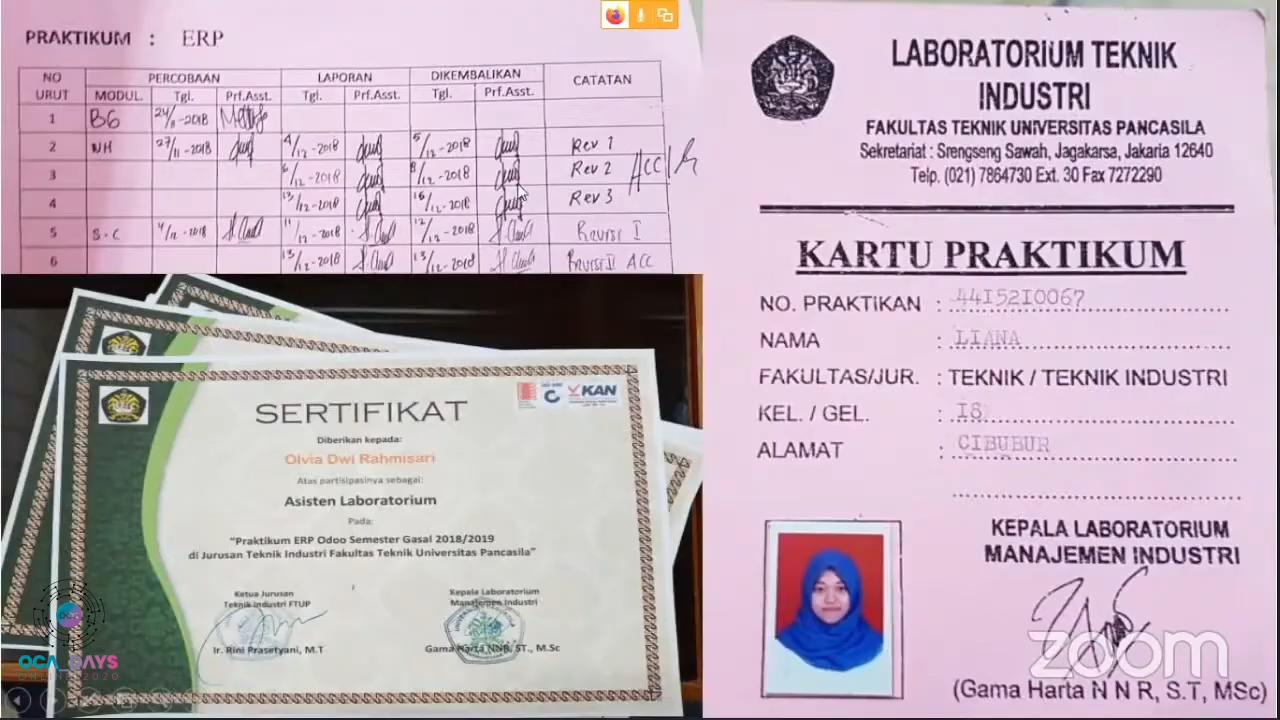 PRAKTIKUM : ERP
NO URUT PERCOBAAN LAPORAN DIKEMBALIKAN CATATAN
MODUL. Tgl. Prf.Asst. Tgl. Prf.Asst. Tgl. Prf.Asst.
1 BG 24/11-2018
2 NH 27/11-2018 4/12-2018 5/12-2018 Rev 1
3 6/12-2018 8/12-2018 Rev 2 ACC
4 13/12-2018 15/12-2018 Rev 3
5 S-C 4/12-2018 11/12-2018 12/12-2018 Revisi I
6 13/12-2018 13/12-2018 Revisi II ACC
SERTIFIKAT
KAN
Diberikan kepada:
Olvia Dwi Rahmisari
Atas partisipasinya sebagai:
Asisten Laboratorium
Pada:
"Praktikum ERP Odoo Semester Gasal 2018/2019
di Jurusan Teknik Industri Fakultas Teknik Universitas Pancasila"
Ketua Jurusan
Teknik Industri FTUP
Ir. Rini Prasetyani, M.T
Kepala Laboratorium
Manajemen Industri
Gama Harta NNR, ST., M.Sc
OCA_DAYS
ONLINE 2020
LABORATORIUM TEKNIK
INDUSTRI
FAKULTAS TEKNIK UNIVERSITAS PANCASILA
Sekretariat : Srengseng Sawah, Jagakarsa, Jakarta 12640
Telp. (021) 7864730 Ext. 30 Fax 7272290
KARTU PRAKTIKUM
NO. PRAKTIKAN : 4415210067
NAMA : LIANA
FAKULTAS/JUR. : TEKNIK / TEKNIK INDUSTRI
KEL. / GEL. : 18
ALAMAT : CIBUBUR
KEPALA LABORATORIUM
MANAJEMEN INDUSTRI
zoom
(Gama Harta N N R, S.T, MSc)